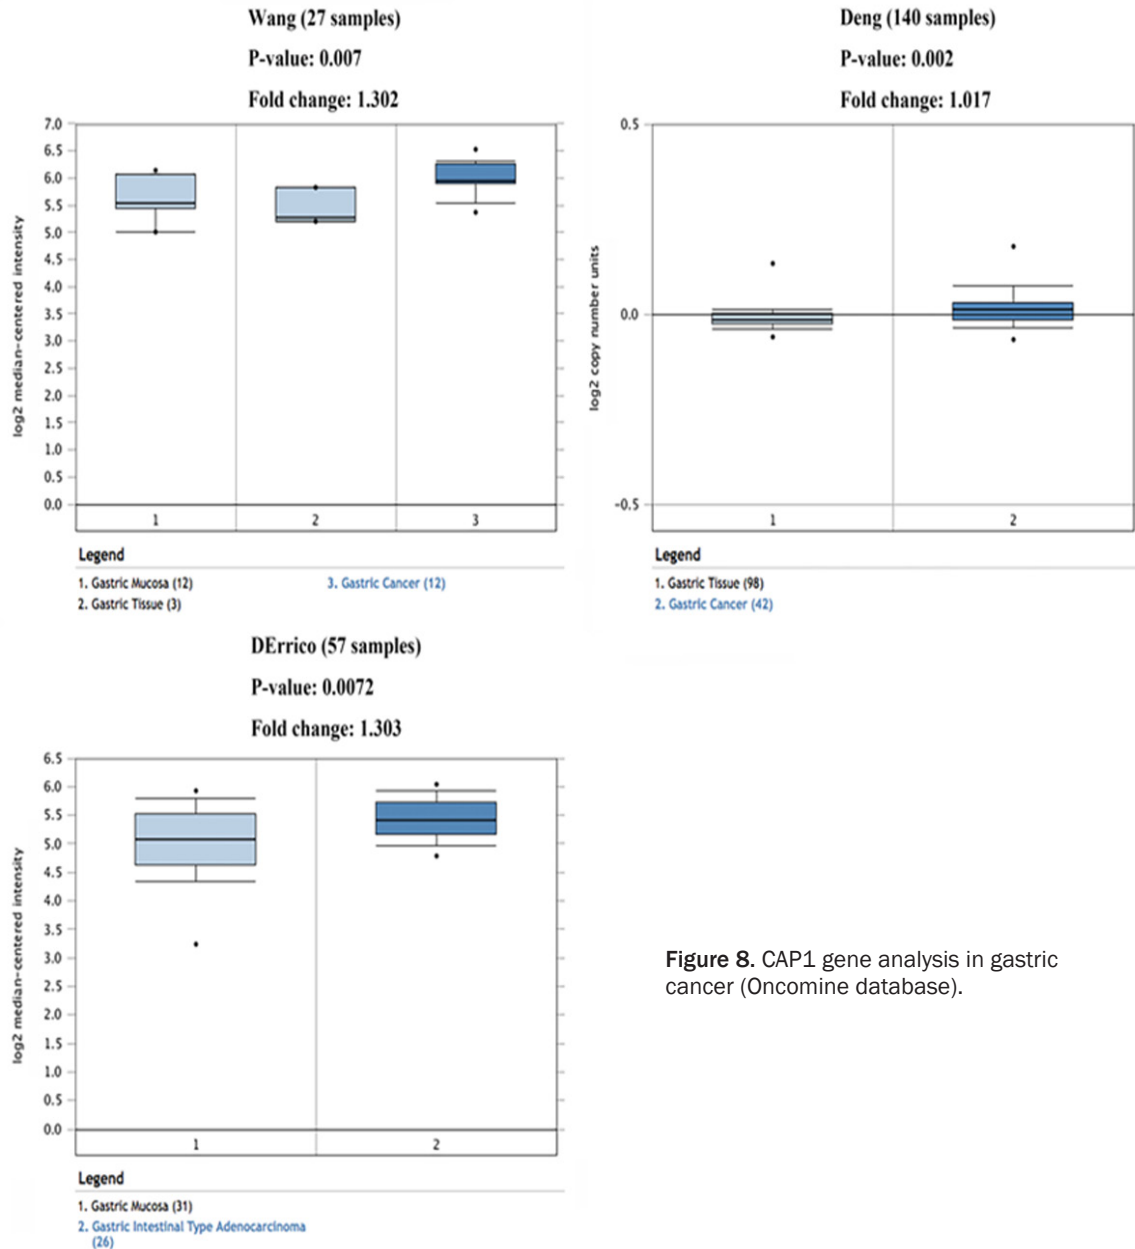 Wang (27 samples)
P-value: 0.007
Fold change: 1.302
7.0
6.5
6.0
5.5
5.0
4.5
4.0
3.5
3.0
2.5
2.0
1.5
1.0
0.5
0.0
log2 median-centered intensity
1
2
3
Legend
1. Gastric Mucosa (12)
2. Gastric Tissue (3)
3. Gastric Cancer (12)
Deng (140 samples)
P-value: 0.002
Fold change: 1.017
0.5
0.0
-0.5
log2 copy number units
1
2
Legend
1. Gastric Tissue (98)
2. Gastric Cancer (42)
DErrico (57 samples)
P-value: 0.0072
Fold change: 1.303
6.5
6.0
5.5
5.0
4.5
4.0
3.5
3.0
2.5
2.0
1.5
1.0
0.5
0.0
log2 median-centered intensity
1
2
Legend
1. Gastric Mucosa (31)
2. Gastric Intestinal Type Adenocarcinoma
(26)
Figure 8. CAP1 gene analysis in gastric
cancer (Oncomine database).